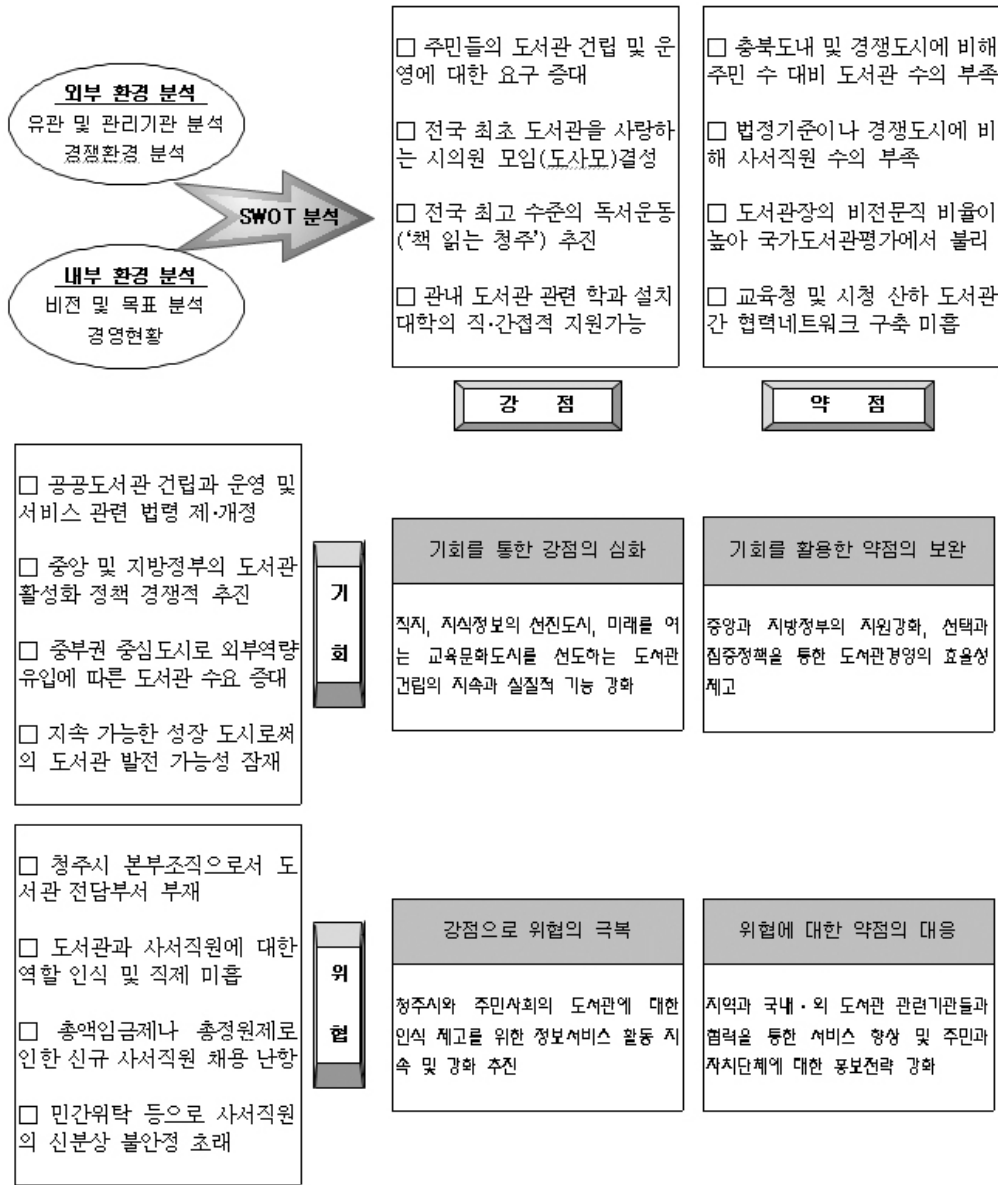 외부 환경 분석
유관 및 관리기관 분석
경쟁환경 분석
SWOT 분석
내부 환경 분석
비전 및 목표 분석
경영현황
□ 주민들의 도서관 건립 및 운
영에 대한 요구 증대
□ 전국 최초 도서관을 사랑하
는 시의원 모임(도사모)결성
□ 전국 최고 수준의 독서운동
('책 읽는 청주') 추진
□ 관내 도서관 관련 학과 설치
대학의 직·간접적 지원가능
강 점
□ 충북도내 및 경쟁도시에 비해
주민 수 대비 도서관 수의 부족
□ 법정기준이나 경쟁도시에 비
해 사서직원 수의 부족
□ 도서관장의 비전문직 비율이
높아 국가도서관평가에서 불리
□ 교육청 및 시청 산하 도서관
간 협력네트워크 구축 미흡
약 점
□ 공공도서관 건립과 운영 및
서비스 관련 법령 제·개정
□ 중앙 및 지방정부의 도서관
활성화 정책 경쟁적 추진
□ 중부권 중심도시로 외부역량
유입에 따른 도서관 수요 증대
□ 지속 가능한 성장 도시로써
의 도서관 발전 가능성 잠재
기
회
기회를 통한 강점의 심화
직지, 지식정보의 선진도시, 미래를 여
는 교육문화도시를 선도하는 도서관
건립의 지속과 실질적 기능 강화
기회를 활용한 약점의 보완
중앙과 지방정부의 지원강화, 선택과
집중정책을 통한 도서관경영의 효율성
제고
□ 청주시 본부조직으로서 도
서관 전담부서 부재
□ 도서관과 사서직원에 대한
역할 인식 및 직제 미흡
□ 총액임금제나 총정원제로
인한 신규 사서직원 채용 난항
□ 민간위탁 등으로 사서직원
의 신분상 불안정 초래
위
협
강점으로 위협의 극복
청주시와 주민사회의 도서관에 대한
인식 제고를 위한 정보서비스 활동 지
속 및 강화 추진
위협에 대한 약점의 대응
지역과 국내·외 도서관 관련기관들과
협력을 통한 서비스 향상 및 주민과
자치단체에 대한 홍보전략 강화